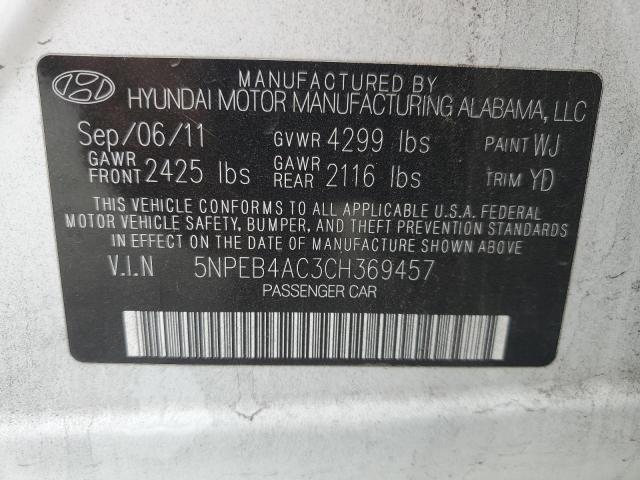 MANUFACTURED BY
HYUNDAI MOTOR MANUFACTURING ALABAMA, LLC
Sep/06/11 GVWR 4299 lbs PAINT WJ
GAWR FRONT 2425 lbs GAWR REAR 2116 lbs TRIM YD
THIS VEHICLE CONFORMS TO ALL APPLICABLE U.S.A. FEDERAL
MOTOR VEHICLE SAFETY, BUMPER, AND THEFT PREVENTION
STANDARDS IN EFFECT ON THE DATE OF
MANUFACTURE SHOWN ABOVE.
V.I.N 5NPEB4AC3CH369457
PASSENGER CAR